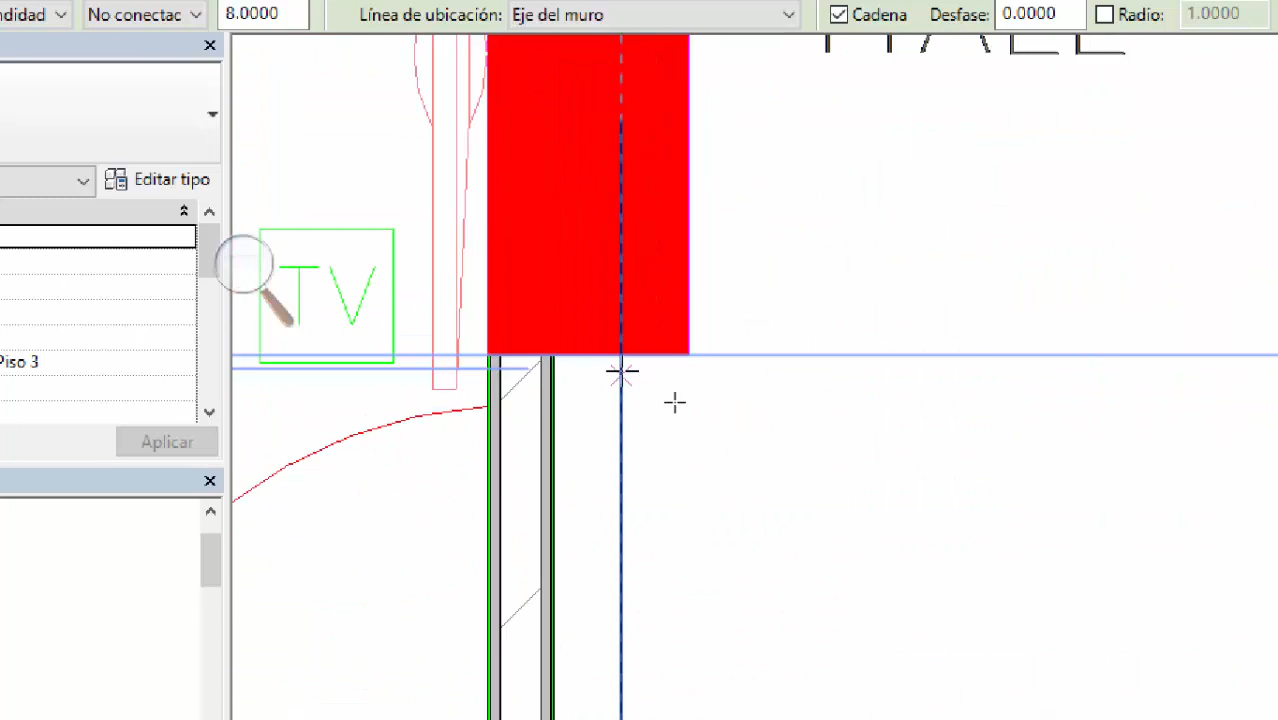 No conectac 8.0000 Línea de ubicación: Eje del muro Cadena Desfase: 0.0000 Radio: 1.0000
Editar tipo
TV
Piso 3
Aplicar